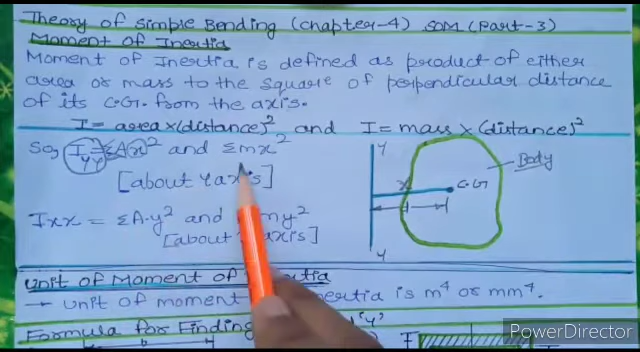 Theory of Simple Bending (Chapter-4) SOM (Part-3)
Moment of Inertia
Moment of Inertia is defined as product of either
area or mass to the square of perpendicular distance
of its C.G. from the axis.
I = area×(distance)² and I = mass×(distance)²
So, Iyy = ΣAx² and Σmx²
[about Y axis]
Ixx = ΣA.y² and my²
[about axis]
Y
x
C.G
Body
Y
Unit of Moment of Inertia
→ unit of moment ertia is m⁴ or mm⁴.
Formula for Finding 'y'
I
PowerDirector